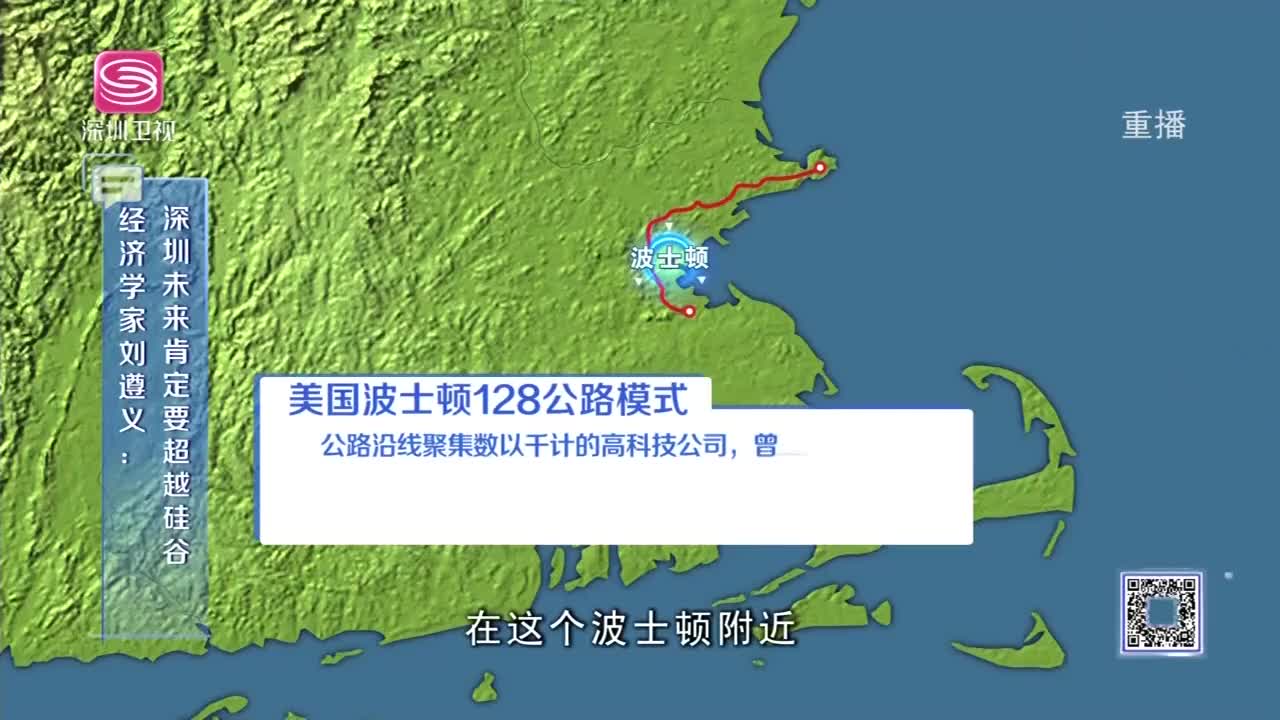 深圳卫视
重播
经济学家刘遵义：
深圳未来肯定要超越硅谷
波士顿
美国波士顿128公路模式
公路沿线聚集数以千计的高科技公司，曾
在这个波士顿附近